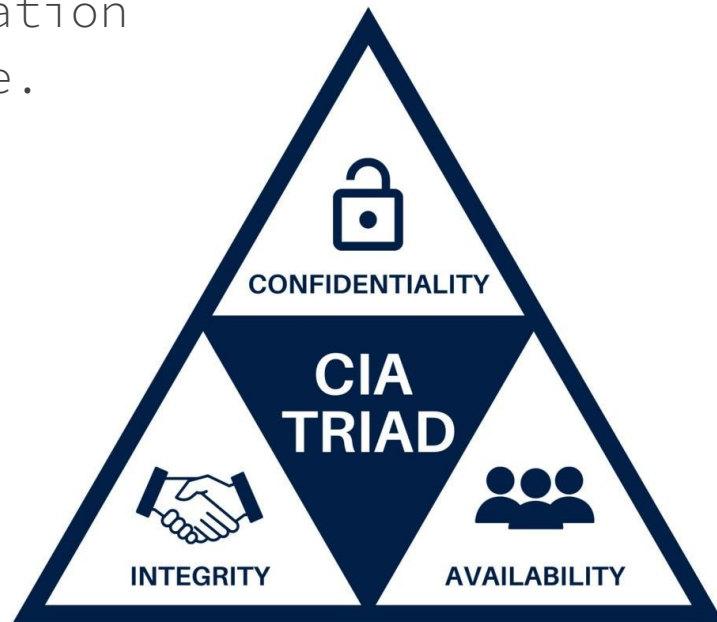 e.
CONFIDENTIALITY
CIA
TRIAD
INTEGRITY
AVAILABILITY